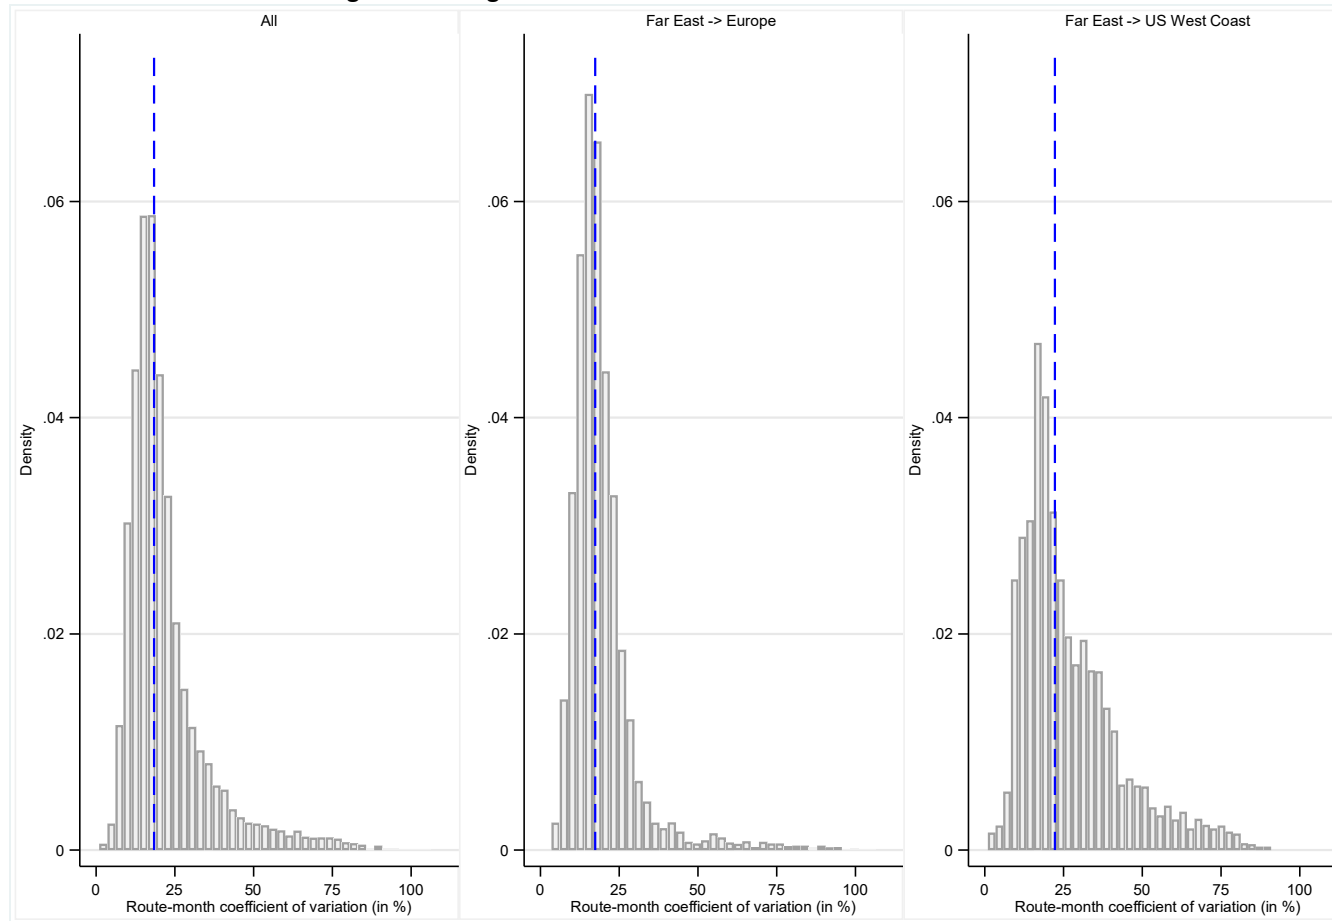 All
Far East -> Europe
Far East -> US West Coast
.06
.04
.02
0
Density
0 25 50 75 100
Route-month coefficient of variation (in %)
.06
.04
.02
0
Density
0 25 50 75 100
Route-month coefficient of variation (in %)
.06
.04
.02
0
Density
0 25 50 75 100
Route-month coefficient of variation (in %)